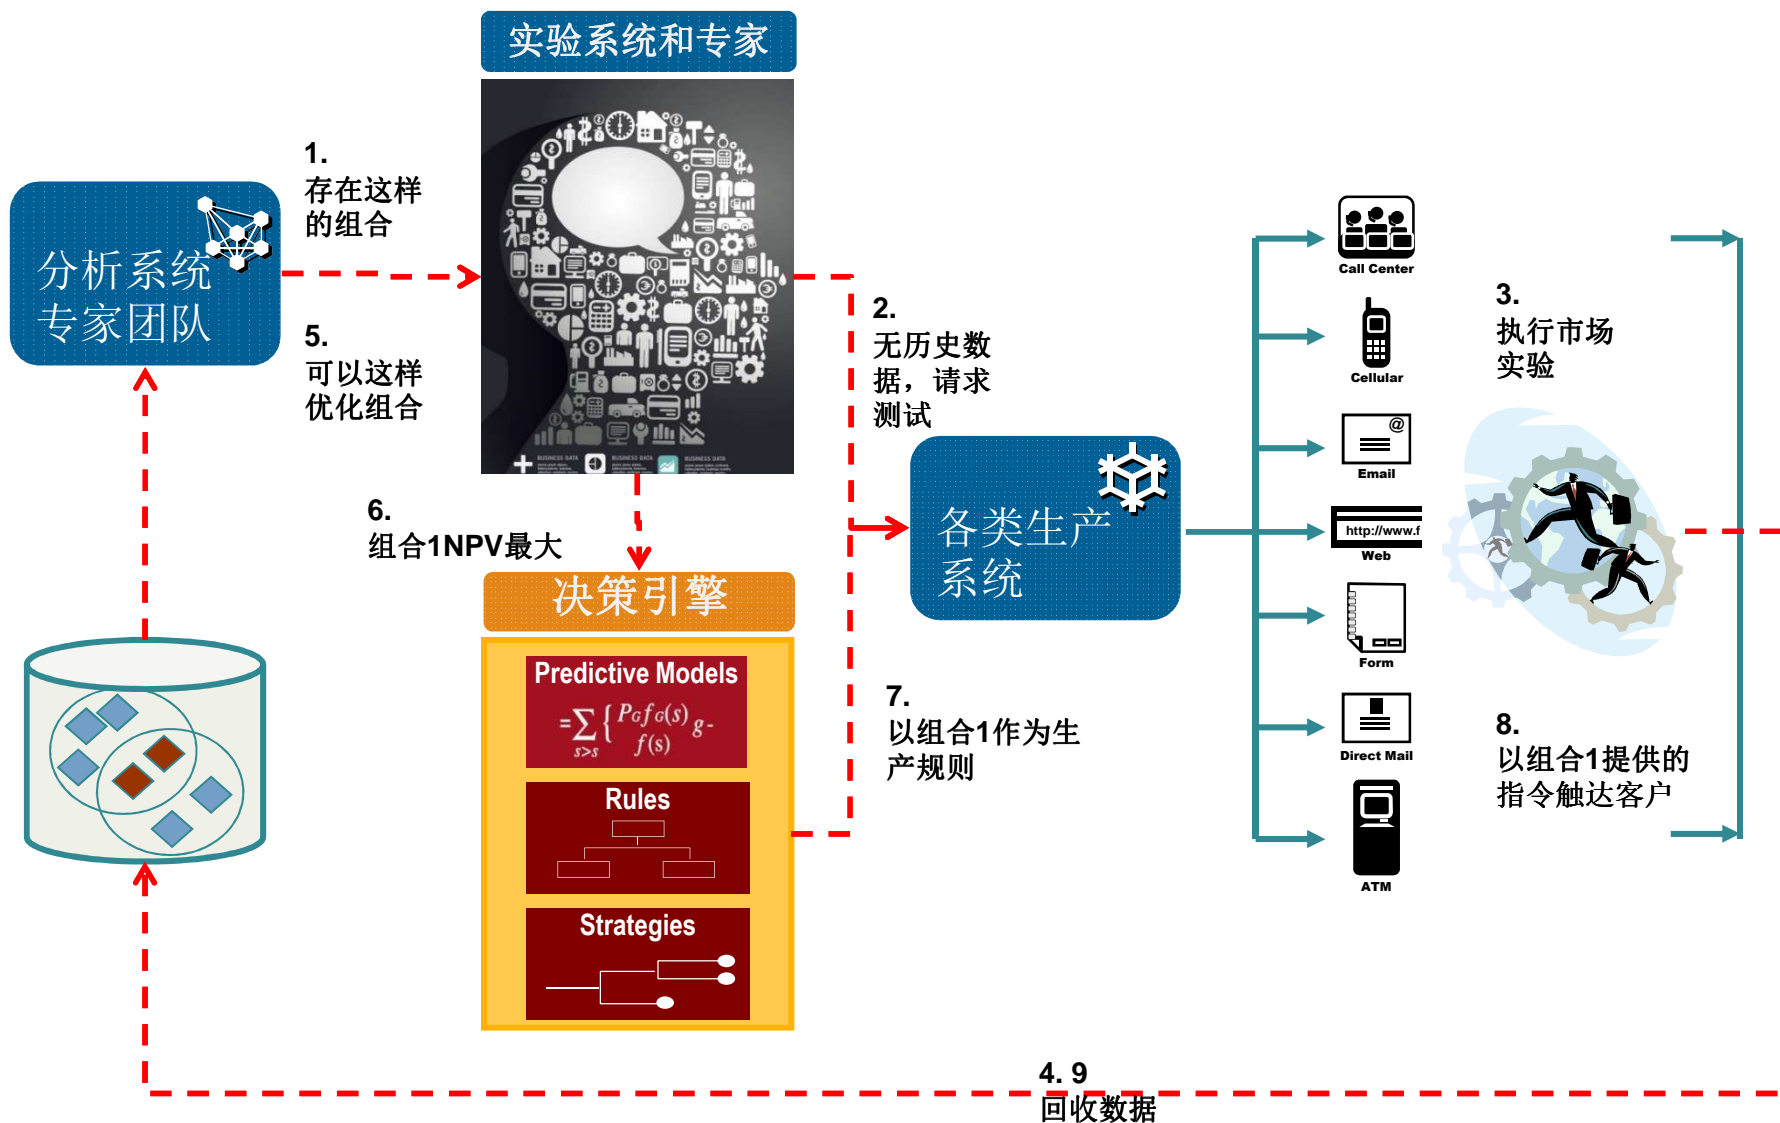 实验系统和专家
1.
存在这样
的组合
分析系统
专家团队
5.
可以这样
优化组合
2.
无历史数
据，请求
测试
BUSINESS DATA
BUSINESS DATA
6.
组合1NPV最大
决策引擎
Predictive Models
=∑ s>s { PGfG(s) g-
f(s)
Rules
Strategies
各类生产
系统
7.
以组合1作为生
产规则
Call Center
Cellular
@
Email
http://www.f
Web
Form
Direct Mail
ATM
3.
执行市场
实验
8.
以组合1提供的
指令触达客户
4. 9
回收数据